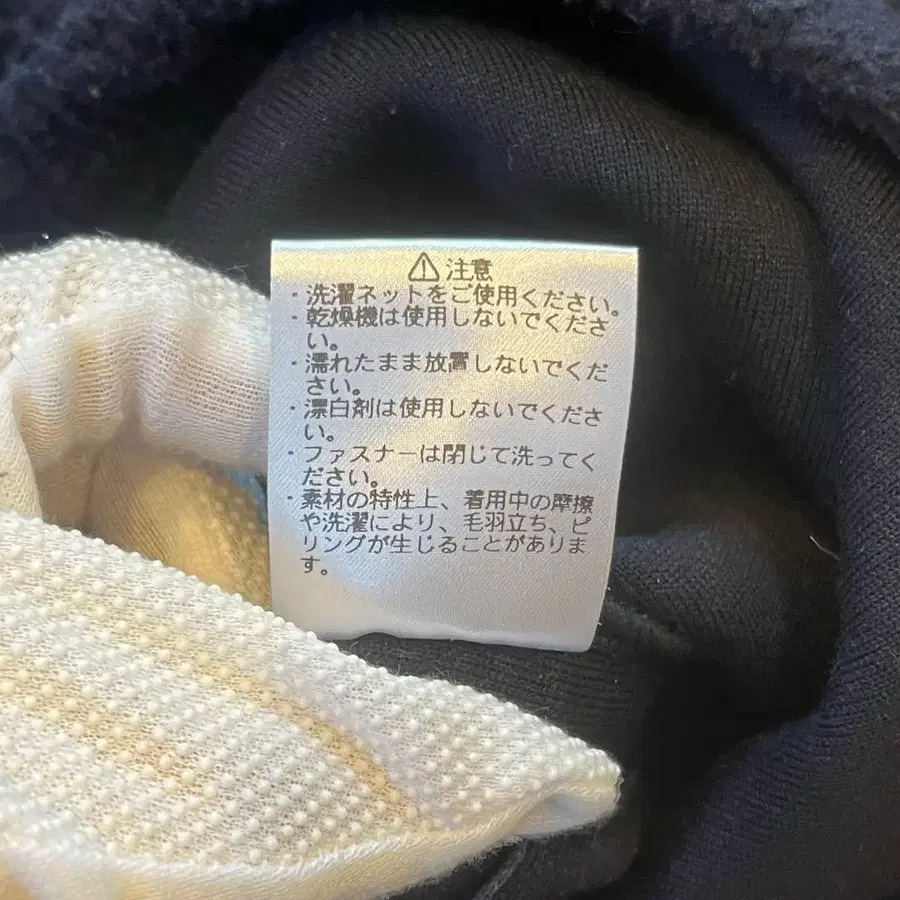 ⚠ 注意
・洗濯ネットをご使用ください。
・乾燥機は使用しないでくださ
い。
・濡れたまま放置しないでくだ
さい。
・漂白剤は使用しないでくださ
い。
・ファスナーは閉じて洗ってく
ださい。
・素材の特性上、着用中の摩擦
や洗濯により、毛羽立ち、ピ
リングが生じることがありま
す。